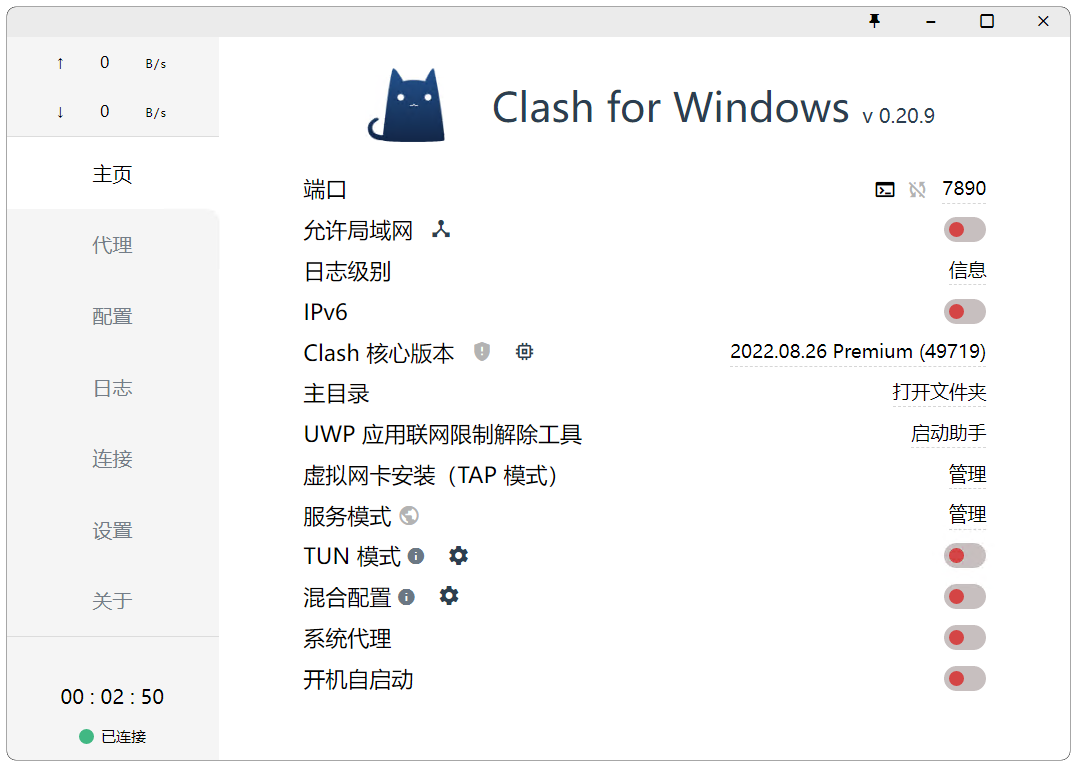 ↑ 0 B/s
↓ 0 B/s
主页
代理
配置
日志
连接
设置
关于
00 : 02 : 50
已连接
Clash for Windows v 0.20.9
端口 7890
允许局域网
日志级别 信息
IPv6
Clash 核心版本 2022.08.26 Premium (49719)
主目录 打开文件夹
UWP 应用联网限制解除工具 启动助手
虚拟网卡安装（TAP 模式） 管理
服务模式 管理
TUN 模式
混合配置
系统代理
开机自启动